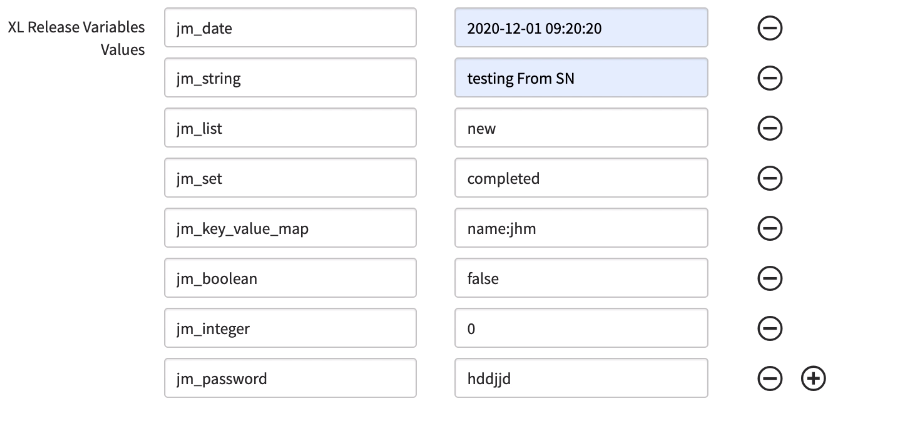 XL Release Variables
Values
jm_date 2020-12-01 09:20:20
jm_string testing From SN
jm_list new
jm_set completed
jm_key_value_map name:jhm
jm_boolean false
jm_integer 0
jm_password hddjjd